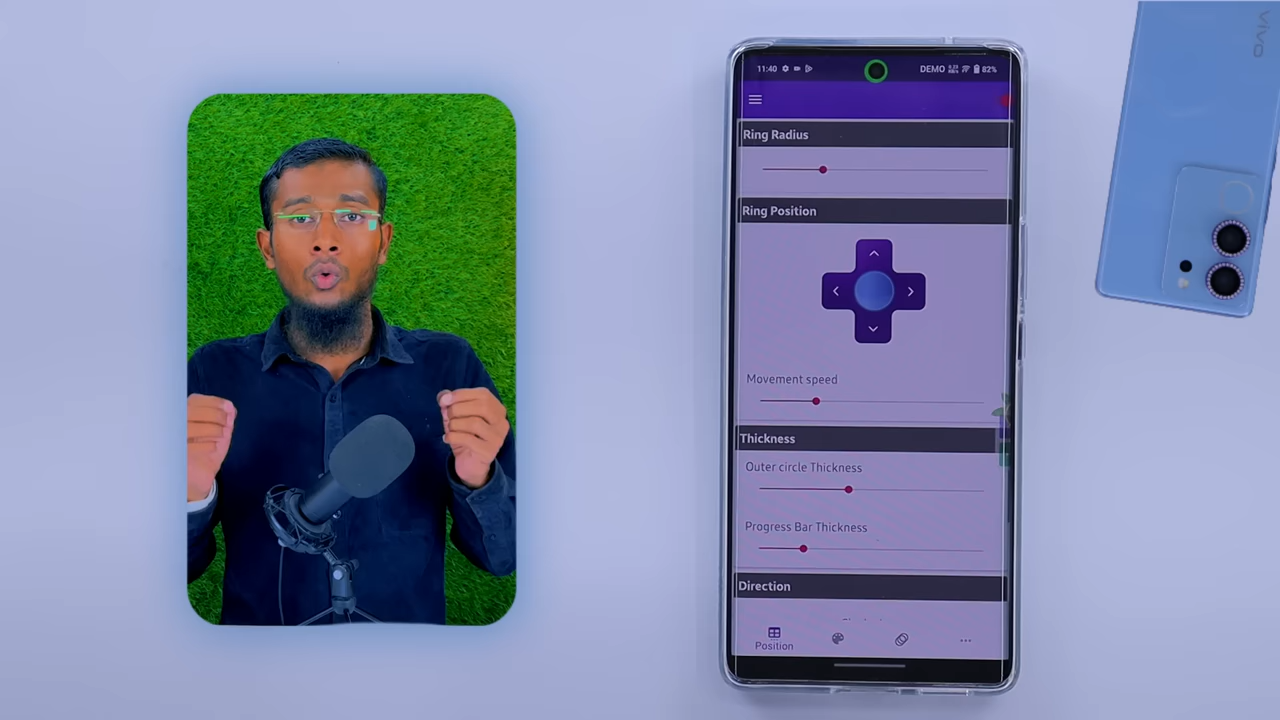 11:40
DEMO
82%
Ring Radius
Ring Position
Movement speed
Thickness
Outer circle Thickness
Progress Bar Thickness
Direction
Position
vivo